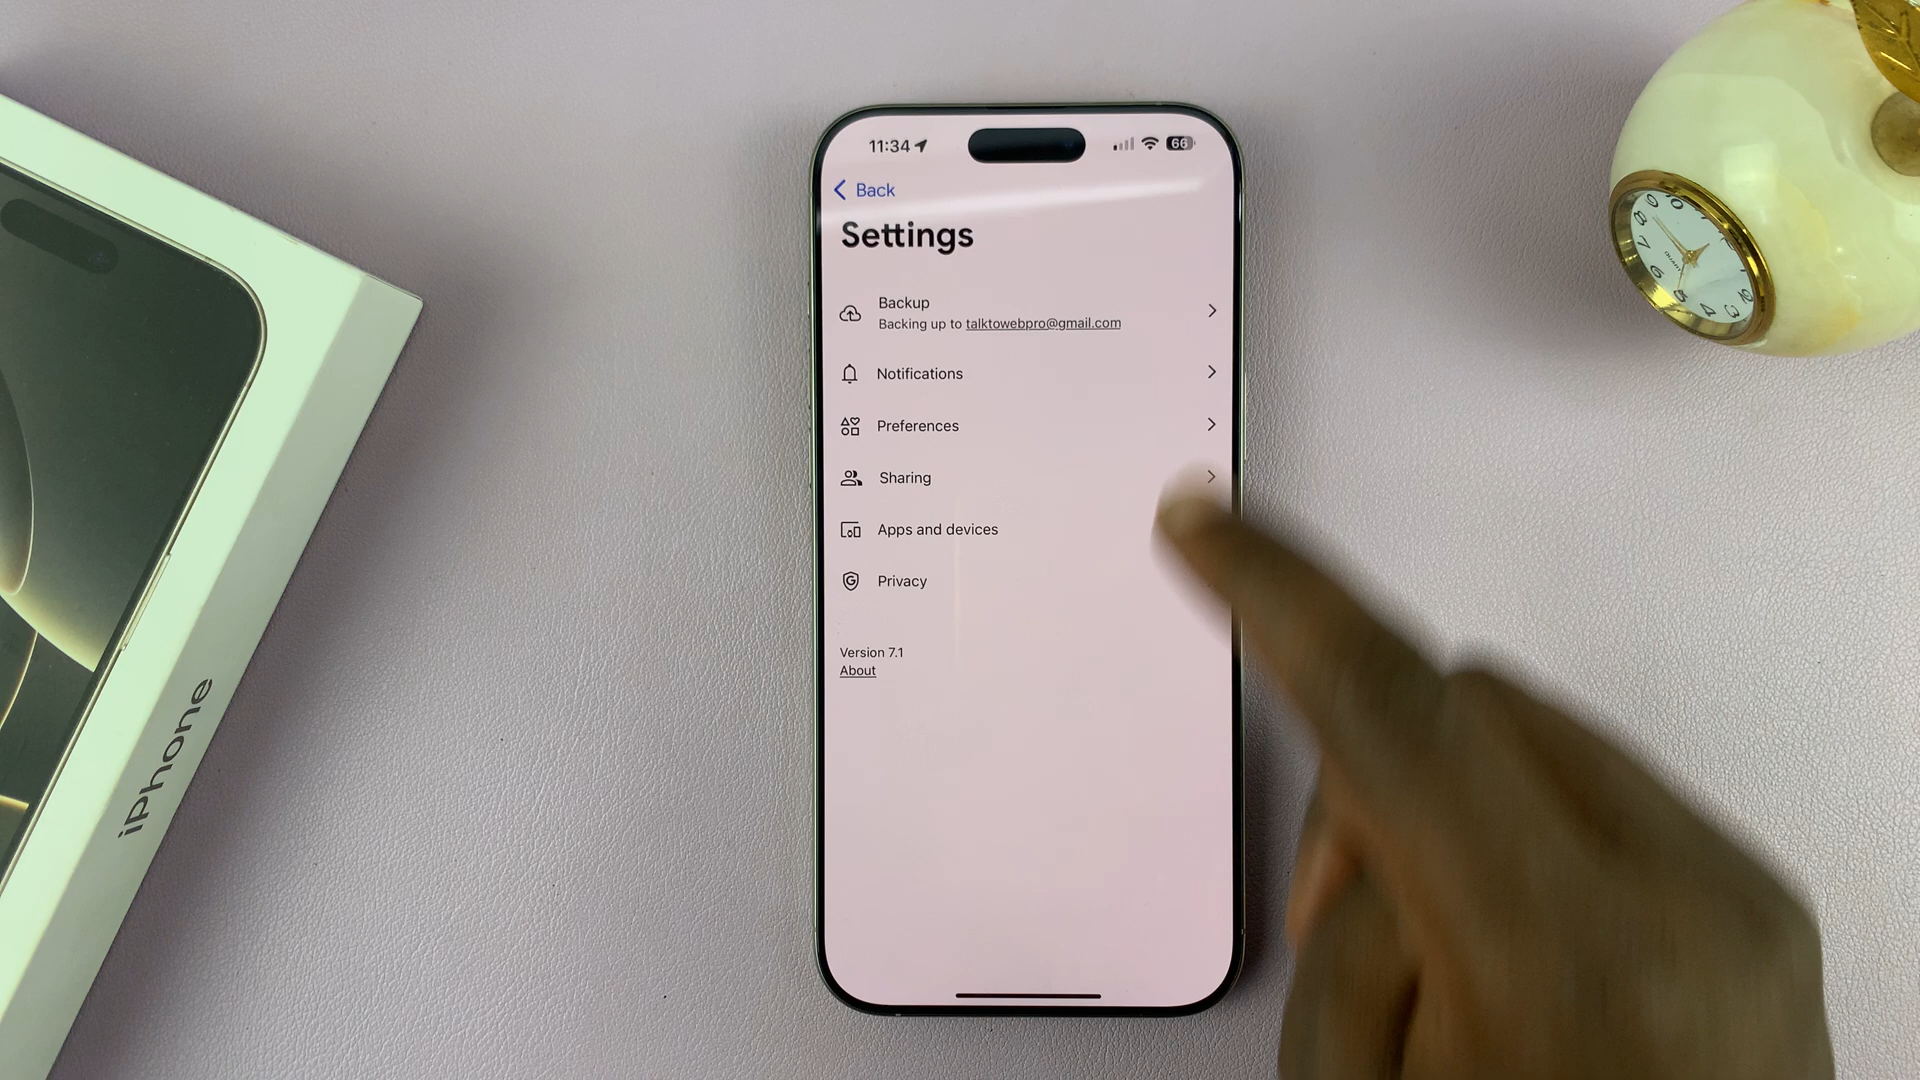 11:34
66
Back
Settings
Backup
Backing up to talktowebpro@gmail.com
Notifications
Preferences
Sharing
Apps and devices
Privacy
Version 7.1
About
iPhone